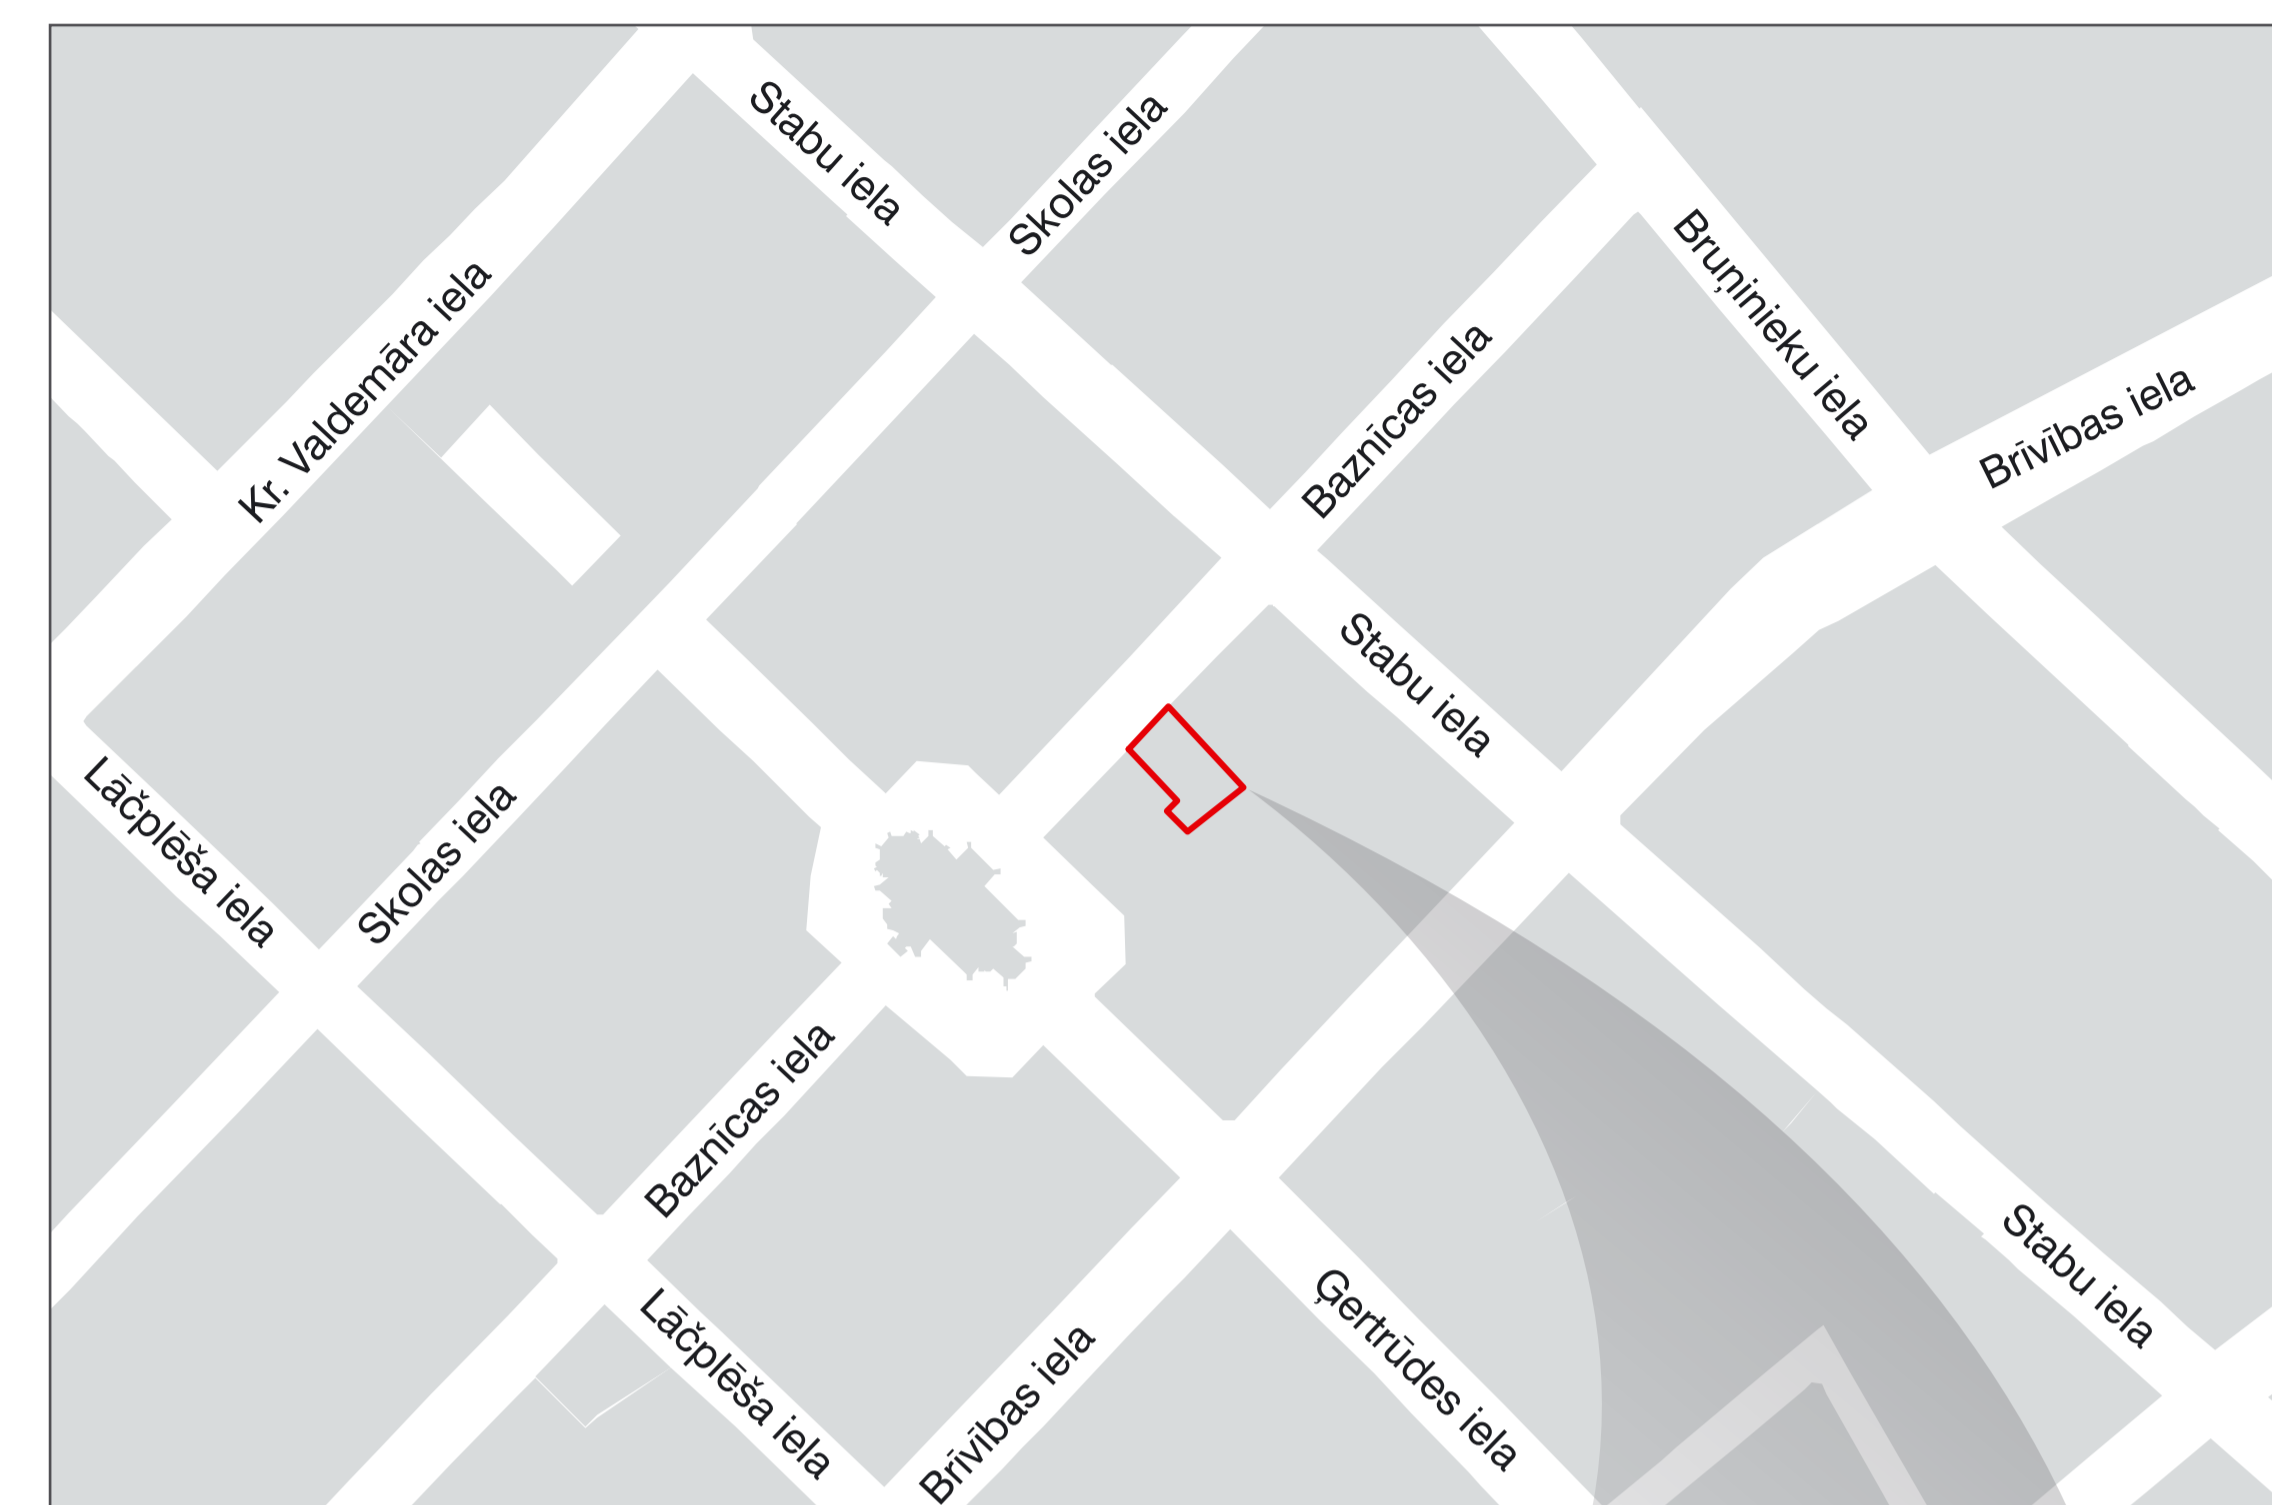 Stabu iela
Skolas iela
Bruņinieku iela
Kr. Valdemāra iela
Baznīcas iela
Brīvības iela
Stabu iela
Lāčplēša iela
Skolas iela
Baznīcas iela
Stabu iela
Ģertrūdes iela
Lāčplēša iela
Brīvības iela